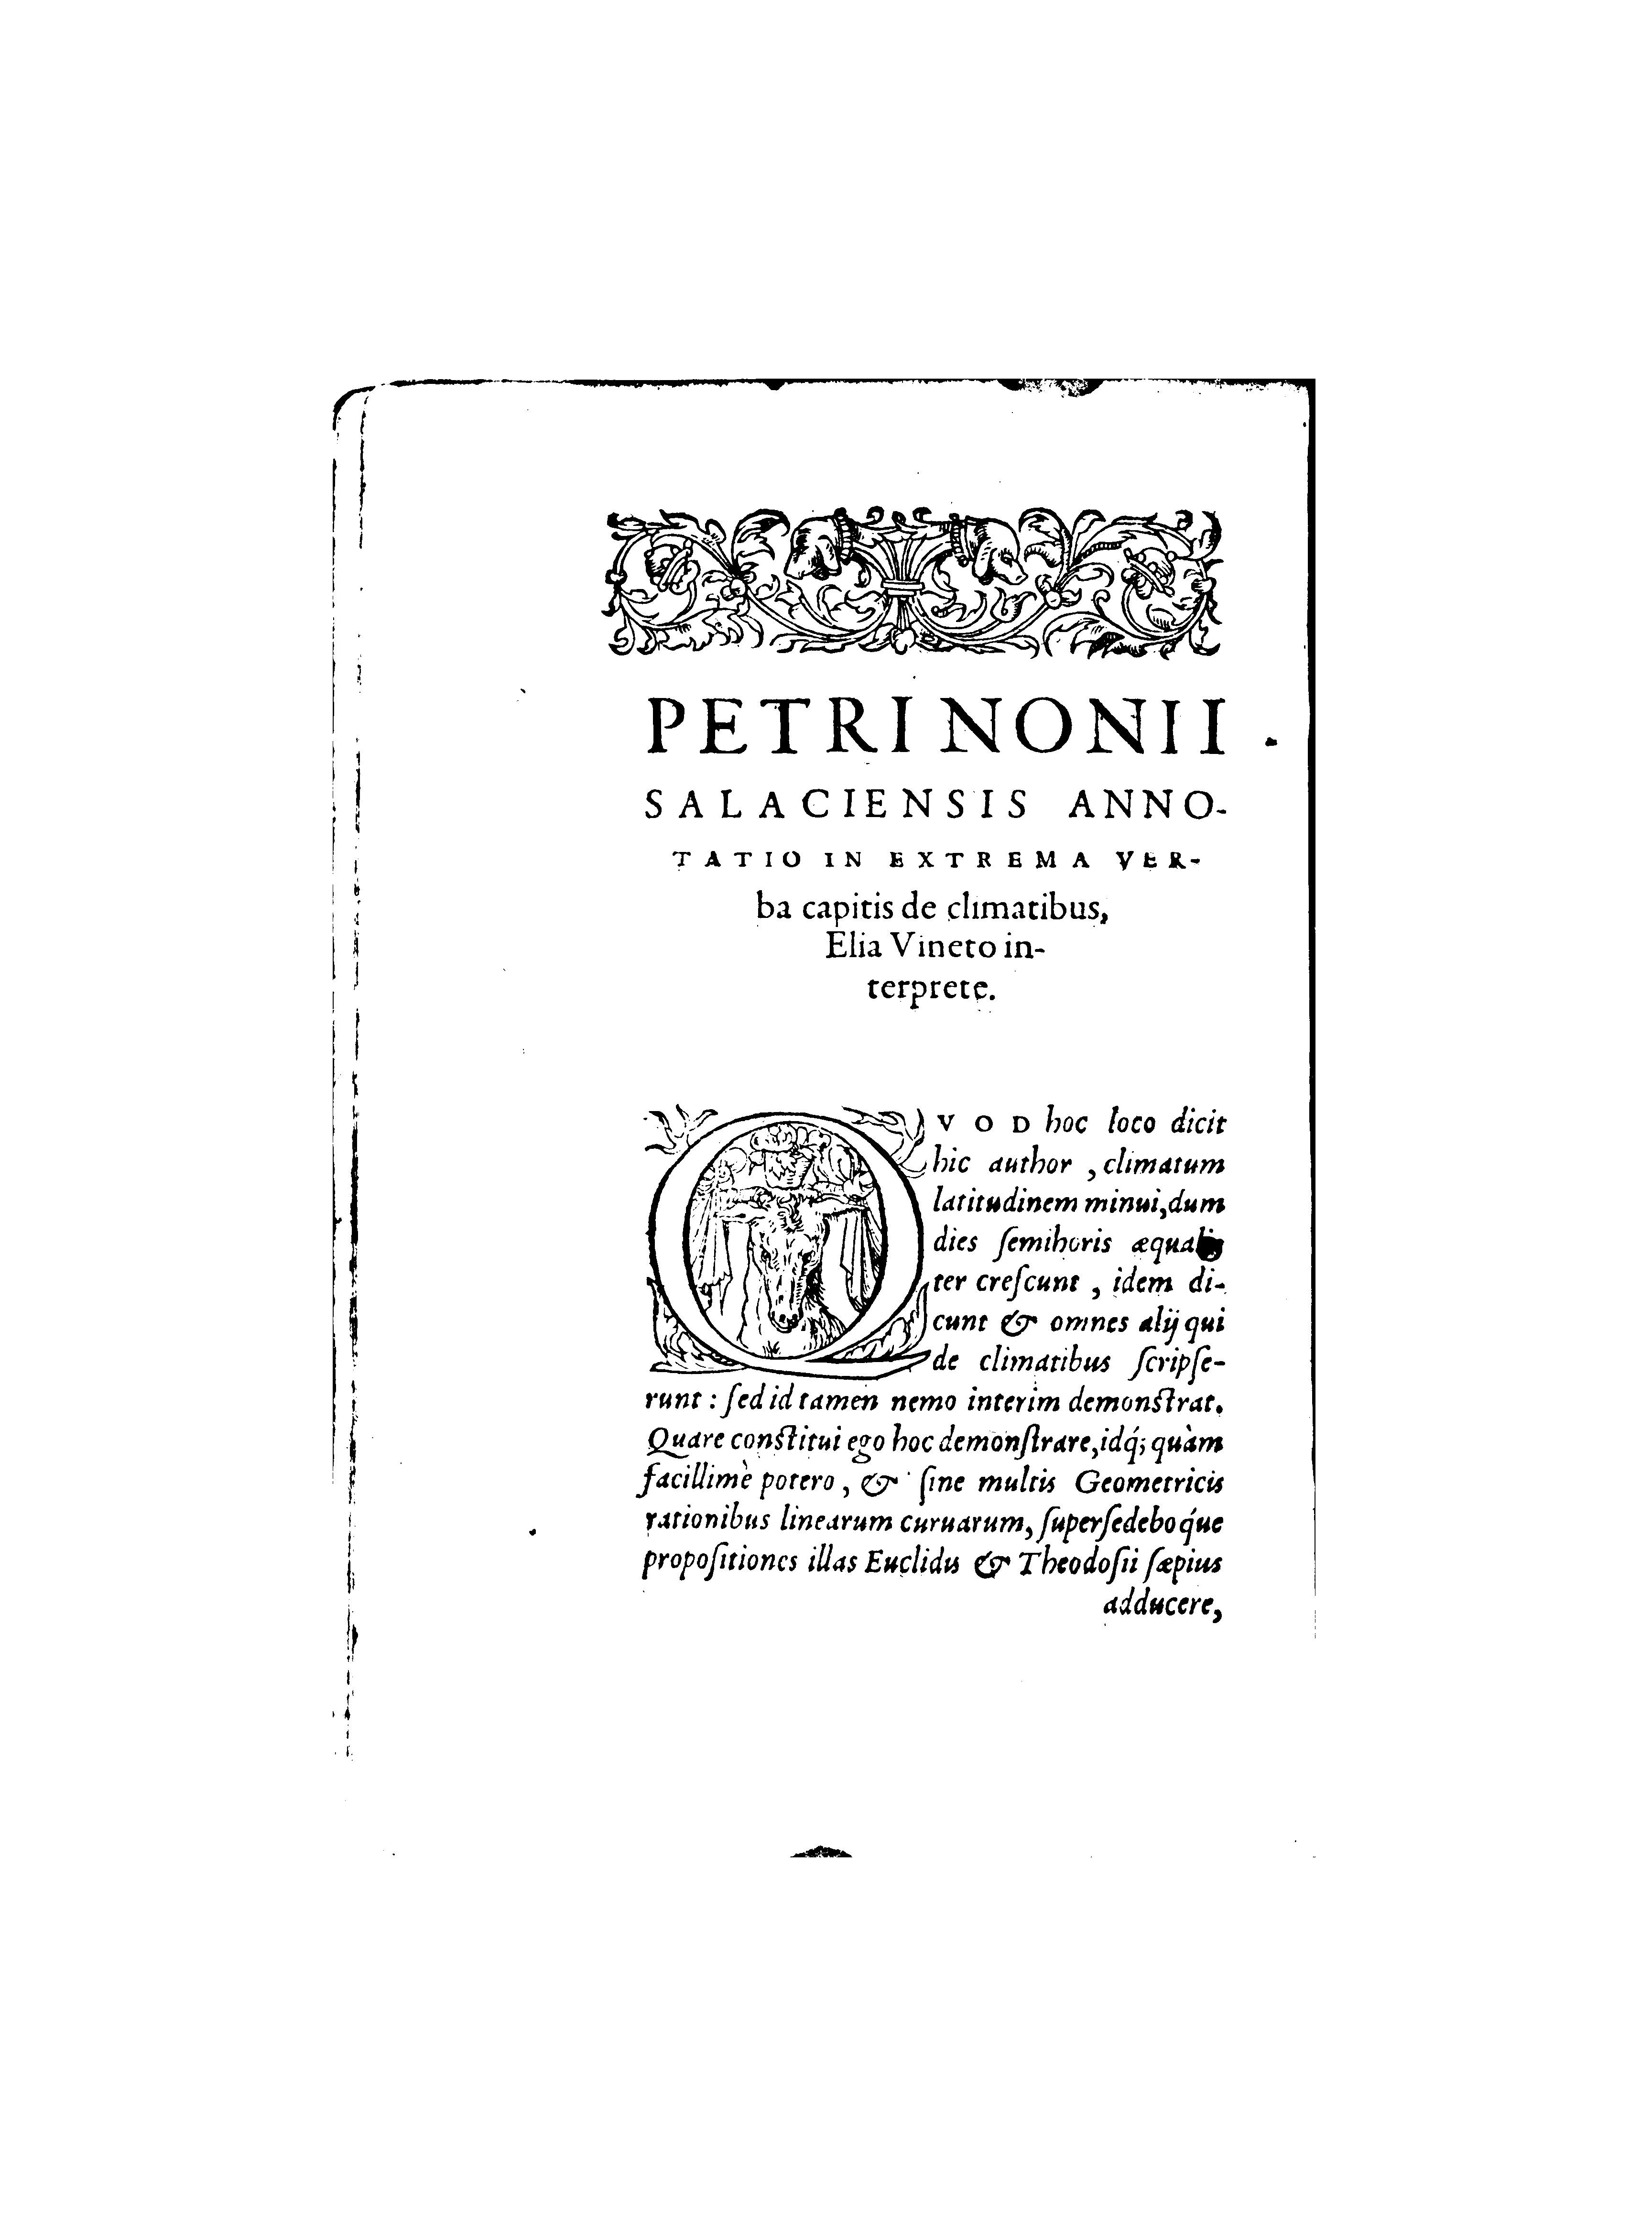 PETRI NONII
SALACIENSIS ANNO-
TATIO IN EXTREMA VER-
ba capitis de climatibus,
Elia Vineto in-
terprete.
QVOD hoc loco dicit
hic author , climatum
latitudinem minui, dum
dies ſemihoris æquali
ter creſcunt , idem di-
cunt & omnes alij qui
de climatibus ſcripſe-
runt : ſed id tamen nemo interim demonſtrat.
Quare conſtitui ego hoc demonſtrare, idq́; quàm
facillimè potero , & ſine multis Geometricis
rationibus linearum curuarum, ſuperſedeboq́ue
propoſitiones illas Euclidis & Theodoſii ſæpius
adducere,